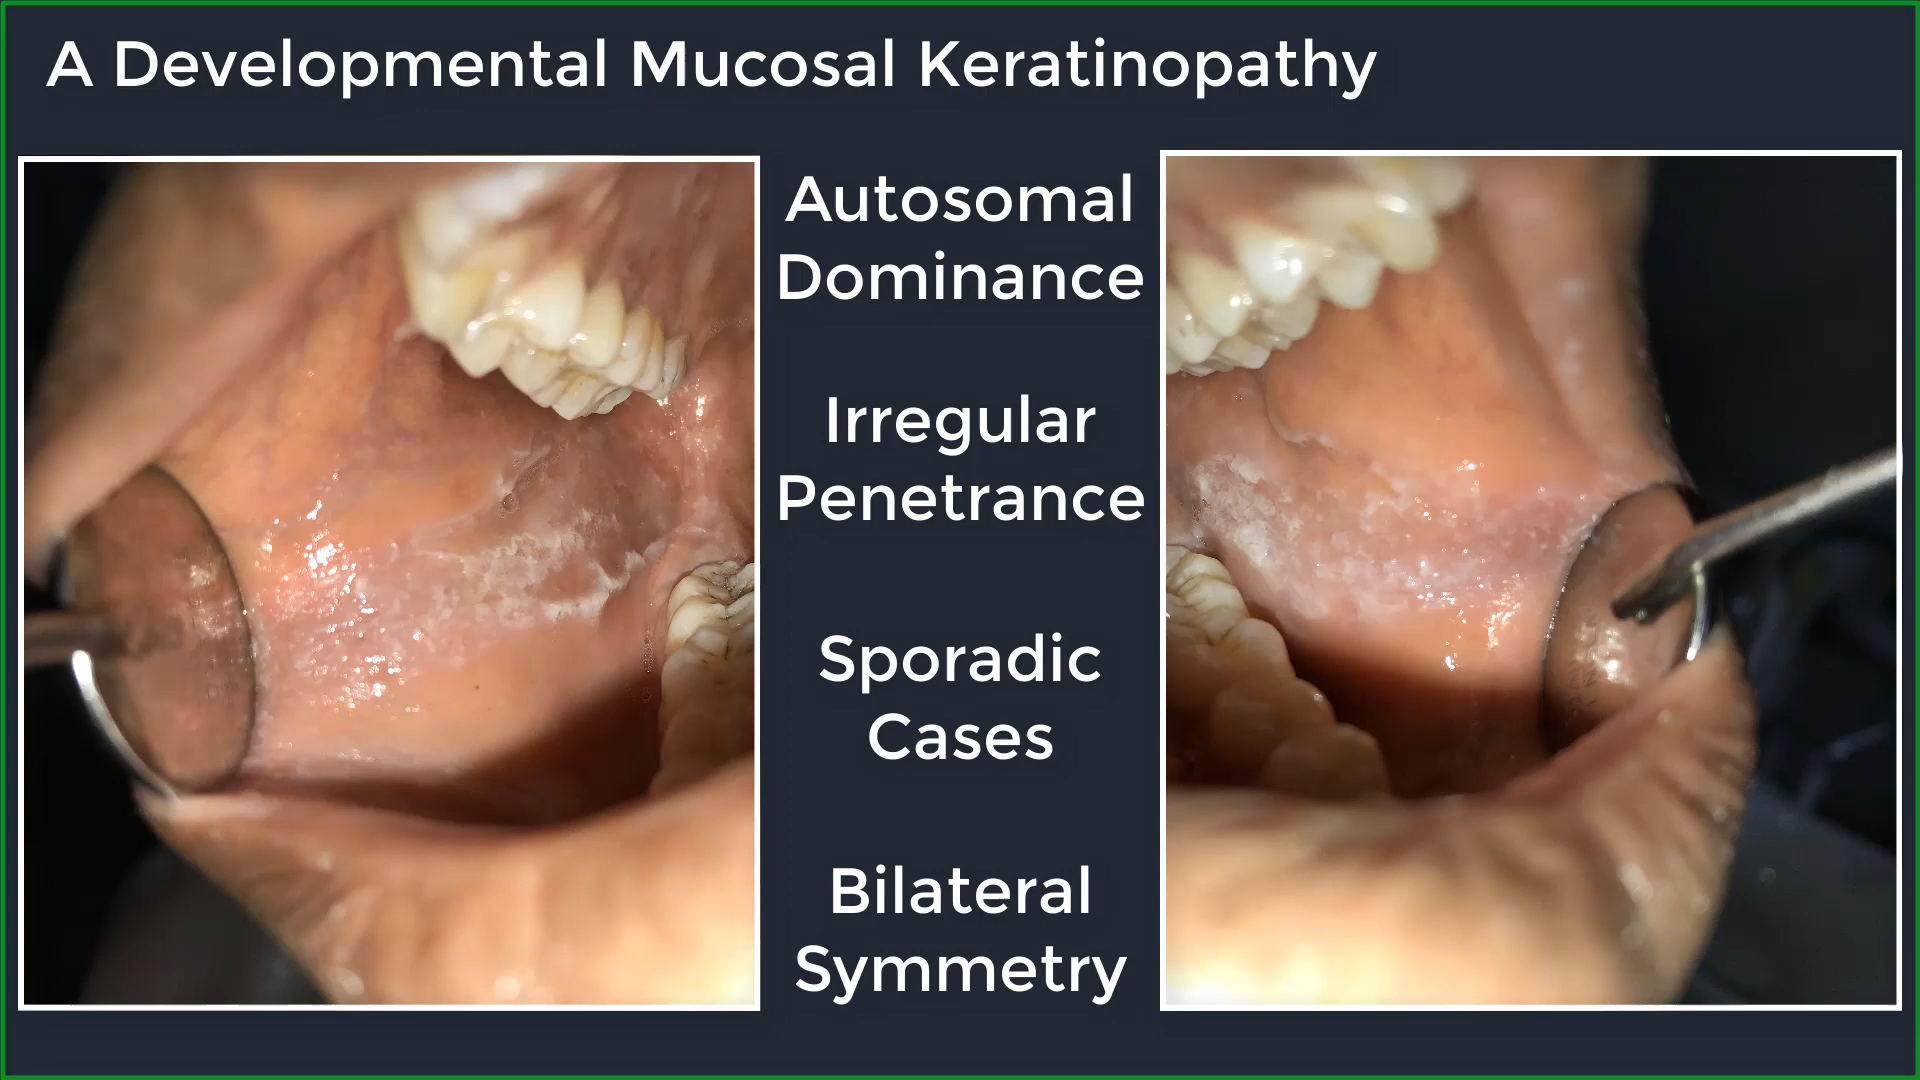 A Developmental Mucosal Keratinopathy
Autosomal
Dominance
Irregular
Penetrance
Sporadic
Cases
Bilateral
Symmetry